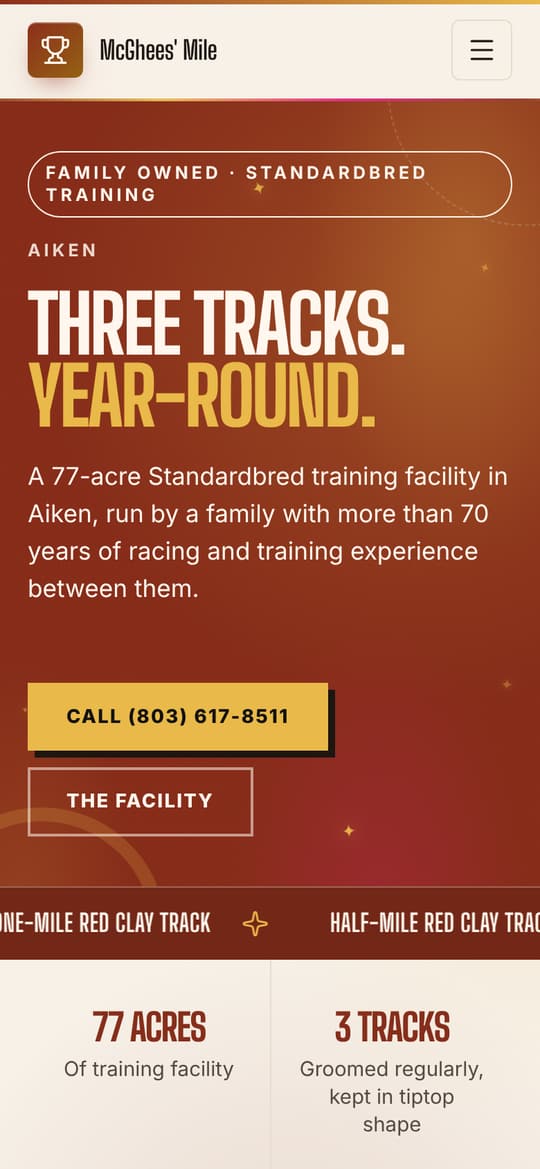 McGhees' Mile
FAMILY OWNED · STANDARDBRED
TRAINING
AIKEN
THREE TRACKS.
YEAR-ROUND.
A 77-acre Standardbred training facility in
Aiken, run by a family with more than 70
years of racing and training experience
between them.
CALL (803) 617-8511
THE FACILITY
ONE-MILE RED CLAY TRACK HALF-MILE RED CLAY TRAC
77 ACRES
Of training facility
3 TRACKS
Groomed regularly,
kept in tiptop
shape